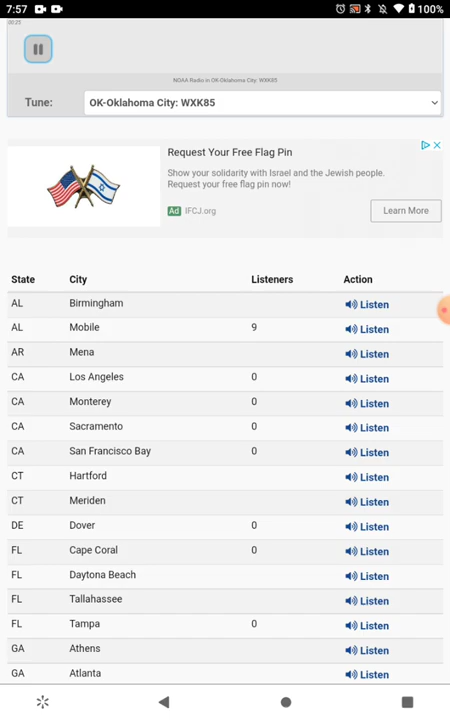 7:57 100%
00:25
NOAA Radio in OK-Oklahoma City: WXK85
Tune: OK-Oklahoma City: WXK85
Request Your Free Flag Pin
Show your solidarity with Israel and the Jewish people.
Request your free flag pin now!
Ad IFCJ.org Learn More
State City Listeners Action
AL Birmingham Listen
AL Mobile 9 Listen
AR Mena Listen
CA Los Angeles 0 Listen
CA Monterey 0 Listen
CA Sacramento 0 Listen
CA San Francisco Bay 0 Listen
CT Hartford Listen
CT Meriden Listen
DE Dover 0 Listen
FL Cape Coral 0 Listen
FL Daytona Beach Listen
FL Tallahassee Listen
FL Tampa 0 Listen
GA Athens Listen
GA Atlanta Listen